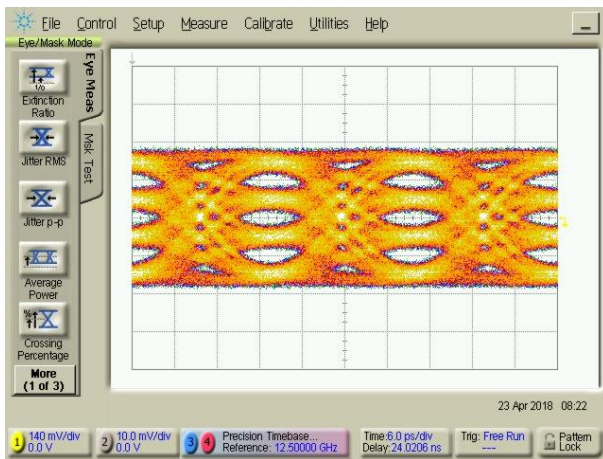 File Control Setup Measure Calibrate Utilities Help
Eye/Mask Mode
Eye Meas
Msk Test
1/0
Extinction
Ratio
Jitter RMS
Jitter p-p
Average
Power
%
Crossing
Percentage
More
(1 of 3)
23 Apr 2018 08:22
1 140 mV/div
0.0 V
2 10.0 mV/div
0.0 V
3 4 Precision Timebase...
Reference: 12.50000 GHz
Time:6.0 ps/div
Delay:24.0206 ns
Trig: Free Run
---
Pattern
Lock